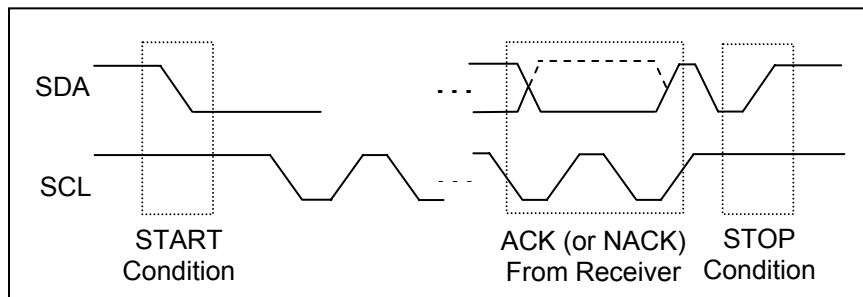 SDA
SCL
START
Condition
ACK (or NACK)
From Receiver
STOP
Condition